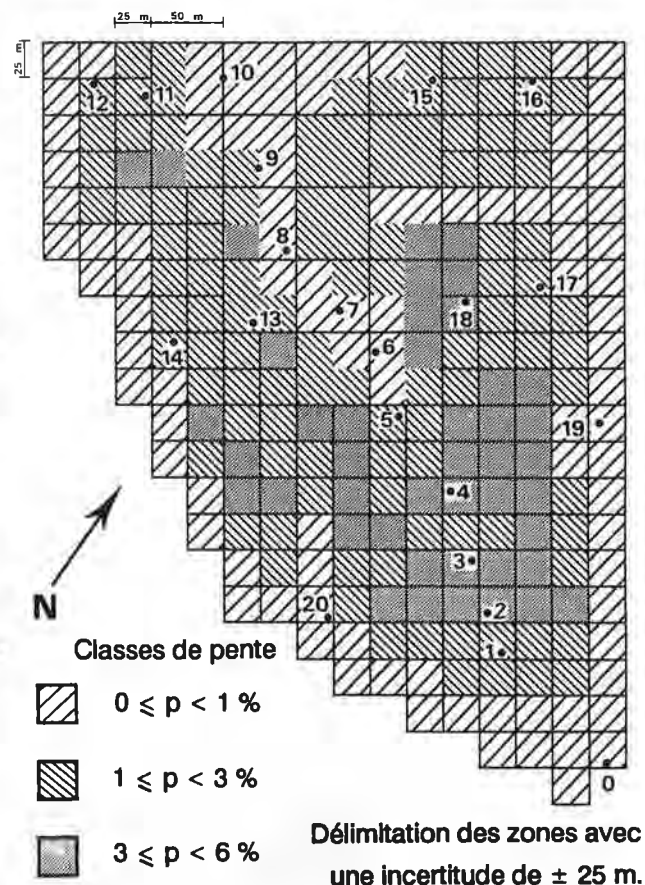 25 m 50 m
25 m
10
12 11 15 16
9
8
17
7 18
13
14 6
5 19
4
3
20 2
1
0
N
Classes de pente
0 ⩽ p < 1 %
1 ⩽ p < 3 %
3 ⩽ p < 6 %
Délimitation des zones avec
une incertitude de ± 25 m.